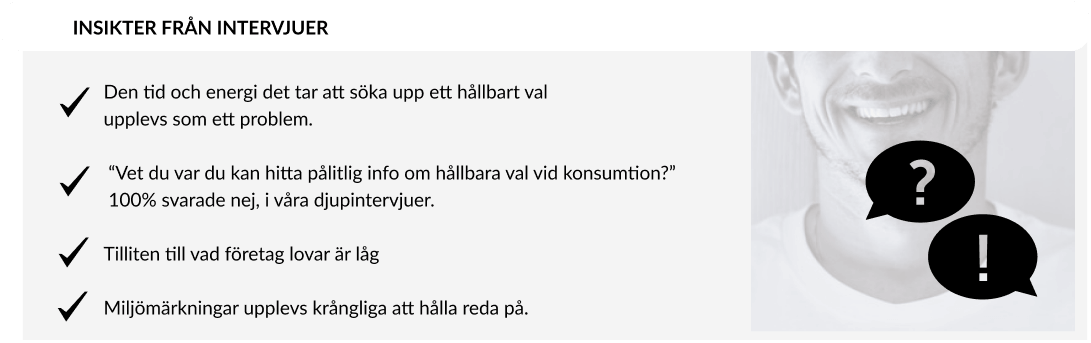 INSIKTER FRÅN INTERVJUER
Den tid och energi det tar att söka upp ett hållbart val
upplevs som ett problem.
“Vet du var du kan hitta pålitlig info om hållbara val vid konsumtion?”
100% svarade nej, i våra djupintervjuer.
Tilliten till vad företag lovar är låg
Miljömärkningar upplevs krångliga att hålla reda på.
?
!